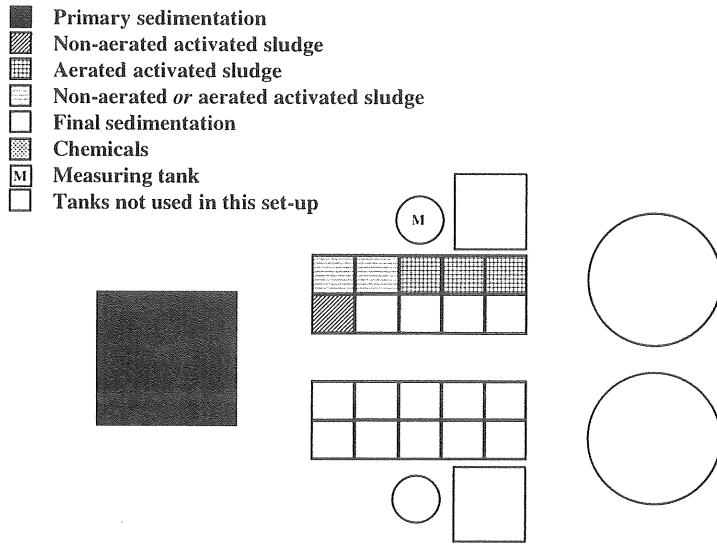 Primary sedimentation
Non-aerated activated sludge
Aerated activated sludge
Non-aerated or aerated activated sludge
Final sedimentation
Chemicals
M Measuring tank
Tanks not used in this set-up
M